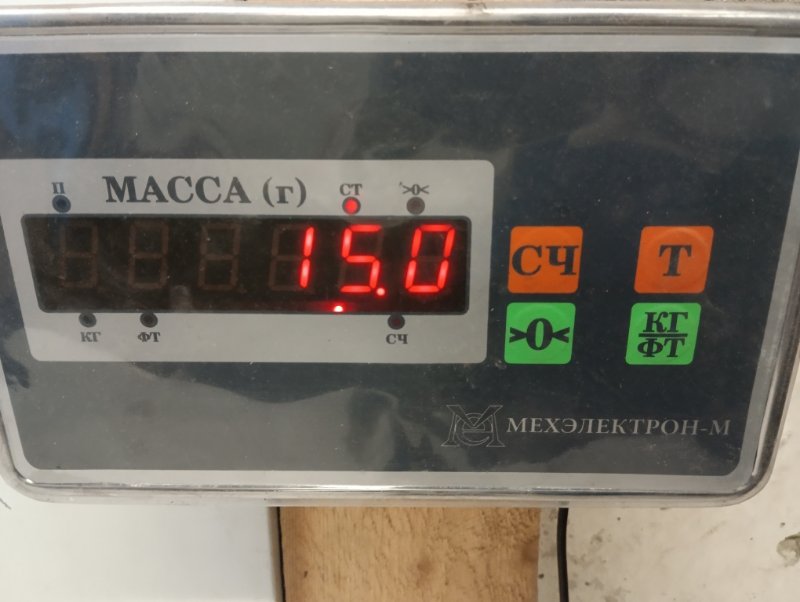 П МАССА (г) СТ >0<
15.0
КГ ФТ СЧ
СЧ Т
>0< КГ
ФТ
МЕХЭЛЕКТРОН-М